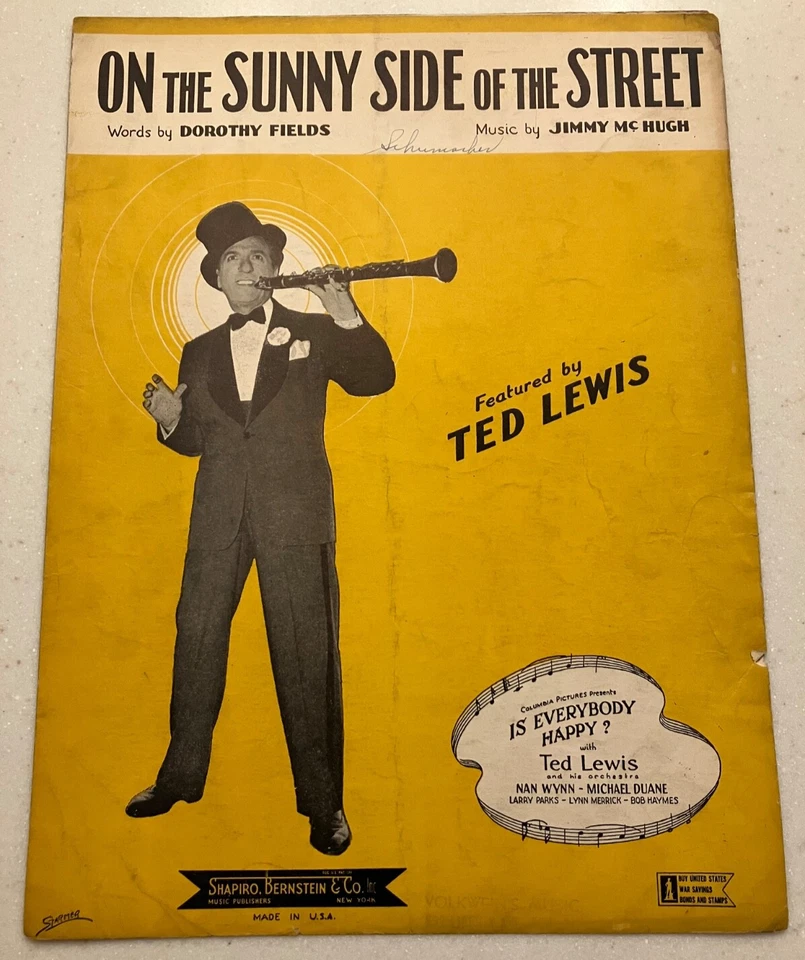 ON THE SUNNY SIDE OF THE STREET
Words by DOROTHY FIELDS Music by JIMMY McHUGH
Schumacher
Featured by
TED LEWIS
COLUMBIA PICTURES Presents
IS EVERYBODY
HAPPY?
with
Ted Lewis
and his orchestra
NAN WYNN - MICHAEL DUANE
LARRY PARKS - LYNN MERRICK - BOB HAYMES
SHAPIRO, BERNSTEIN & Co. Inc.
MUSIC PUBLISHERS NEW YORK
MADE IN U.S.A.
BUY UNITED STATES
WAR SAVINGS
BONDS AND STAMPS